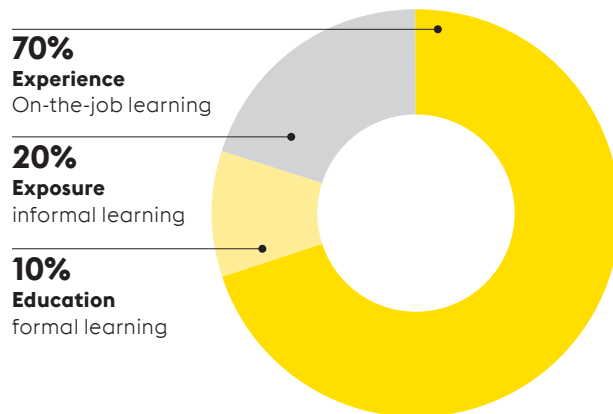 70%
Experience
On-the-job learning
20%
Exposure
informal learning
10%
Education
formal learning